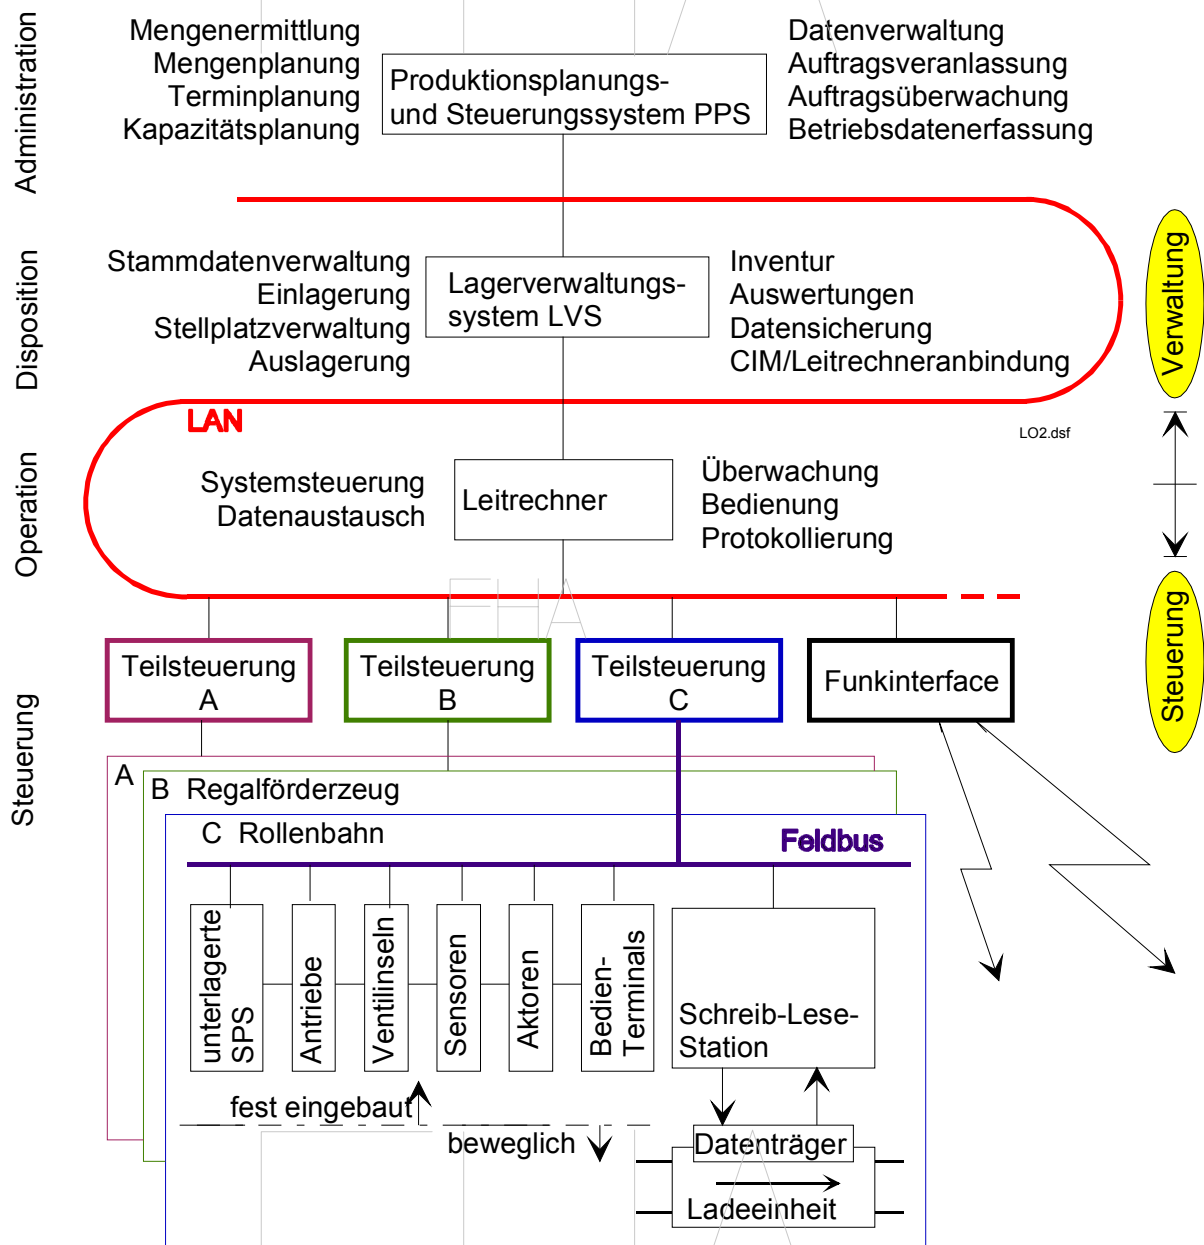 Administration
Mengenermittlung
Mengenplanung
Terminplanung
Kapazitätsplanung
Produktionsplanungs-
und Steuerungssystem PPS
Datenverwaltung
Auftragsveranlassung
Auftragsüberwachung
Betriebsdatenerfassung
Disposition
Stammdatenverwaltung
Einlagerung
Stellplatzverwaltung
Auslagerung
Lagerverwaltungs-
system LVS
Inventur
Auswertungen
Datensicherung
CIM/Leitrechneranbindung
Verwaltung
LAN
LO2.dsf
Operation
Systemsteuerung
Datenaustausch
Leitrechner
Überwachung
Bedienung
Protokollierung
FHA
Steuerung
Steuerung
Teilsteuerung
A
Teilsteuerung
B
Teilsteuerung
C
Funkinterface
A
B Regalförderzeug
C Rollenbahn
Feldbus
unterlagerte
SPS
Antriebe
Ventilinseln
Sensoren
Aktoren
Bedien-
Terminals
Schreib-Lese-
Station
fest eingebaut
beweglich
Datenträger
Ladeeinheit